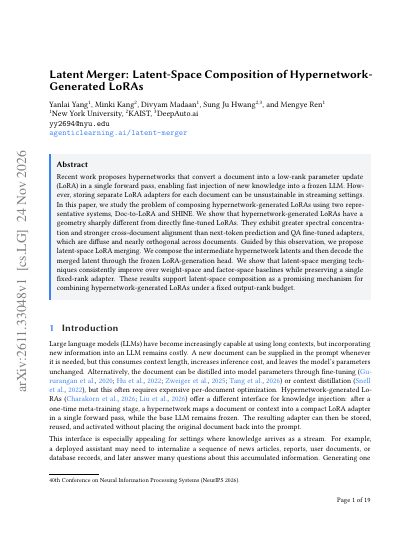 Latent Merger: Latent-Space Composition of Hypernetwork-
Generated LoRAs
Yanlai Yang¹, Minki Kang², Divyam Madaan¹, Sung Ju Hwang²,³, and Mengye Ren¹
¹New York University, ²KAIST, ³DeepAuto.ai
yy2694@nyu.edu
agenticlearning.ai/latent-merger
Abstract
Recent work proposes hypernetworks that convert a document into a low-rank parameter update
(LoRA) in a single forward pass, enabling fast injection of new knowledge into a frozen LLM. How-
ever, storing separate LoRA adapters for each document can be unsustainable in streaming settings.
In this paper, we study the problem of composing hypernetwork-generated LoRAs using two repre-
sentative systems, Doc-to-LoRA and SHINE. We show that hypernetwork-generated LoRAs have a
geometry sharply different from directly fine-tuned LoRAs. They exhibit greater spectral concentra-
tion and stronger cross-document alignment than next-token prediction and QA fine-tuned adapters,
which are diffuse and nearly orthogonal across documents. Guided by this observation, we propose
latent-space LoRA merging. We compose the intermediate hypernetwork latents and then decode the
merged latent through the frozen LoRA-generation head. We show that latent-space merging tech-
niques consistently improve over weight-space and factor-space baselines while preserving a single
fixed-rank adapter. These results support latent-space composition as a promising mechanism for
combining hypernetwork-generated LoRAs under a fixed output-rank budget.
1 Introduction
Large language models (LLMs) have become increasingly capable at using long contexts, but incorporating
new information into an LLM remains costly. A new document can be supplied in the prompt whenever
it is needed, but this consumes context length, increases inference cost, and leaves the model's parameters
unchanged. Alternatively, the document can be distilled into model parameters through fine-tuning (Gu-
rurangan et al., 2020; Hu et al., 2022; Zweiger et al., 2025; Tang et al., 2026) or context distillation (Snell
et al., 2022), but this often requires expensive per-document optimization. Hypernetwork-generated Lo-
RAs (Charakorn et al., 2026; Liu et al., 2026) offer a different interface for knowledge injection: after a
one-time meta-training stage, a hypernetwork maps a document or context into a compact LoRA adapter
in a single forward pass, while the base LLM remains frozen. The resulting adapter can then be stored,
reused, and activated without placing the original document back into the prompt.
This interface is especially appealing for settings where knowledge arrives as a stream. For example,
a deployed assistant may need to internalize a sequence of news articles, reports, user documents, or
database records, and later answer many questions about this accumulated information. Generating one
40th Conference on Neural Information Processing Systems (NeurIPS 2026).
Page 1 of 19
arXiv:2611.33048v1 [cs.LG] 24 Nov 2026